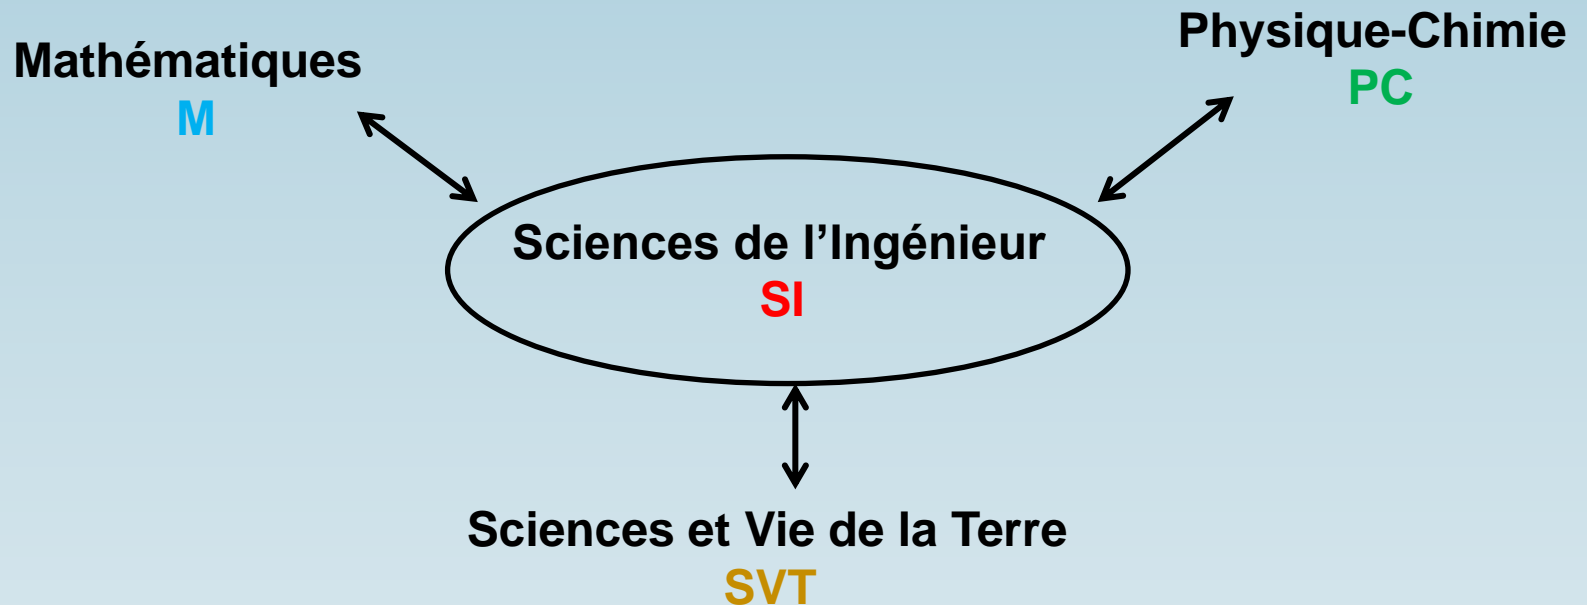 Mathématiques
M
Physique-Chimie
PC
Sciences de l’Ingénieur
SI
Sciences et Vie de la Terre
SVT